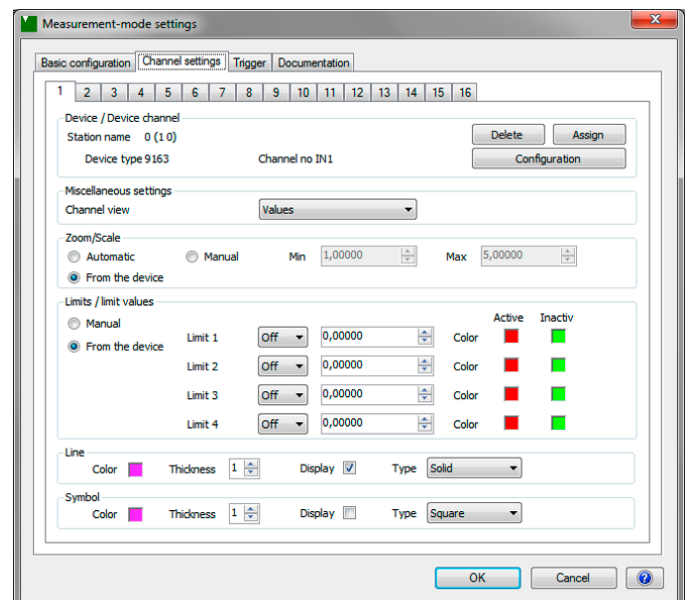 Measurement-mode settings
Basic configuration Channel settings Trigger Documentation
1 2 3 4 5 6 7 8 9 10 11 12 13 14 15 16
Device / Device channel
Station name 0 (1 0) Delete Assign
Device type 9163 Channel no IN1 Configuration
Miscellaneous settings
Channel view Values
Zoom/Scale
Automatic Manual Min 1,00000 Max 5,00000
From the device
Limits / limit values
Active Inactiv
Manual
From the device
Limit 1 Off 0,00000 Color
Limit 2 Off 0,00000 Color
Limit 3 Off 0,00000 Color
Limit 4 Off 0,00000 Color
Line
Color Thickness 1 Display Type Solid
Symbol
Color Thickness 1 Display Type Square
OK Cancel ?